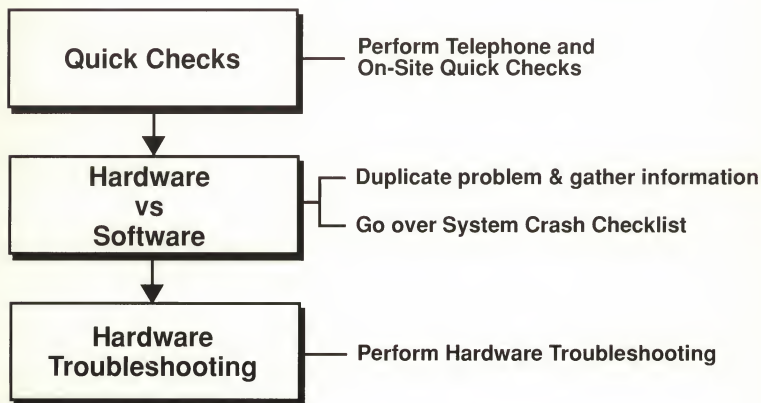 Quick Checks
Perform Telephone and
On-Site Quick Checks
Hardware
vs
Software
Duplicate problem & gather information
Go over System Crash Checklist
Hardware
Troubleshooting
Perform Hardware Troubleshooting